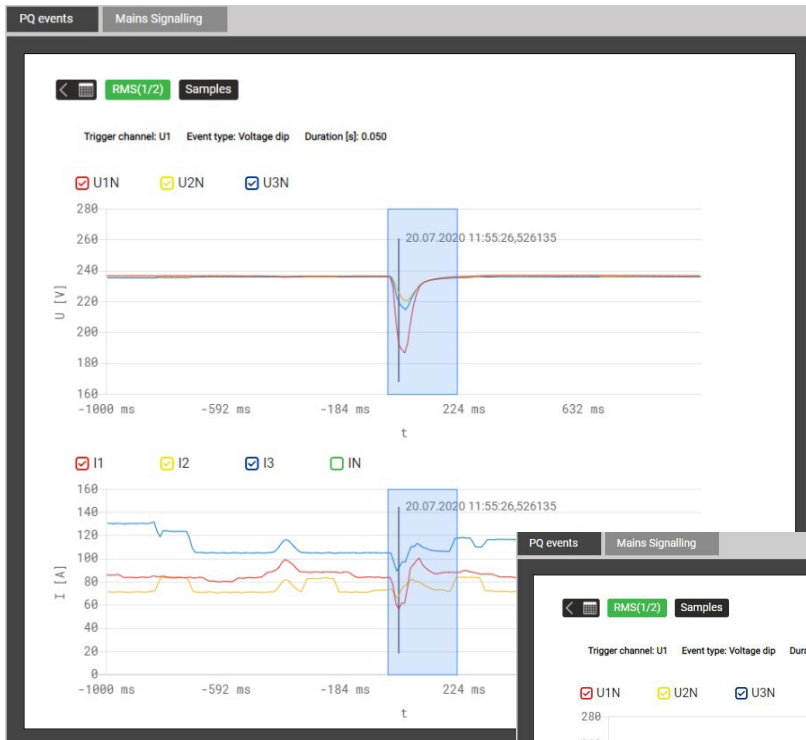 PQ events Mains Signalling
RMS(1/2) Samples
Trigger channel: U1 Event type: Voltage dip Duration [s]: 0.050
U1N U2N U3N
280
260
20.07.2020 11:55:26,526135
240
220
200
180
160
U [V]
-1000 ms -592 ms -184 ms 224 ms 632 ms
t
I1 I2 I3 IN
160
140
20.07.2020 11:55:26,526135
120
100
80
60
40
20
0
I [A]
-1000 ms -592 ms -184 ms 224 ms
t
PQ events Mains Signalling
RMS(1/2) Samples
Trigger channel: U1 Event type: Voltage dip Dura
U1N U2N U3N
280